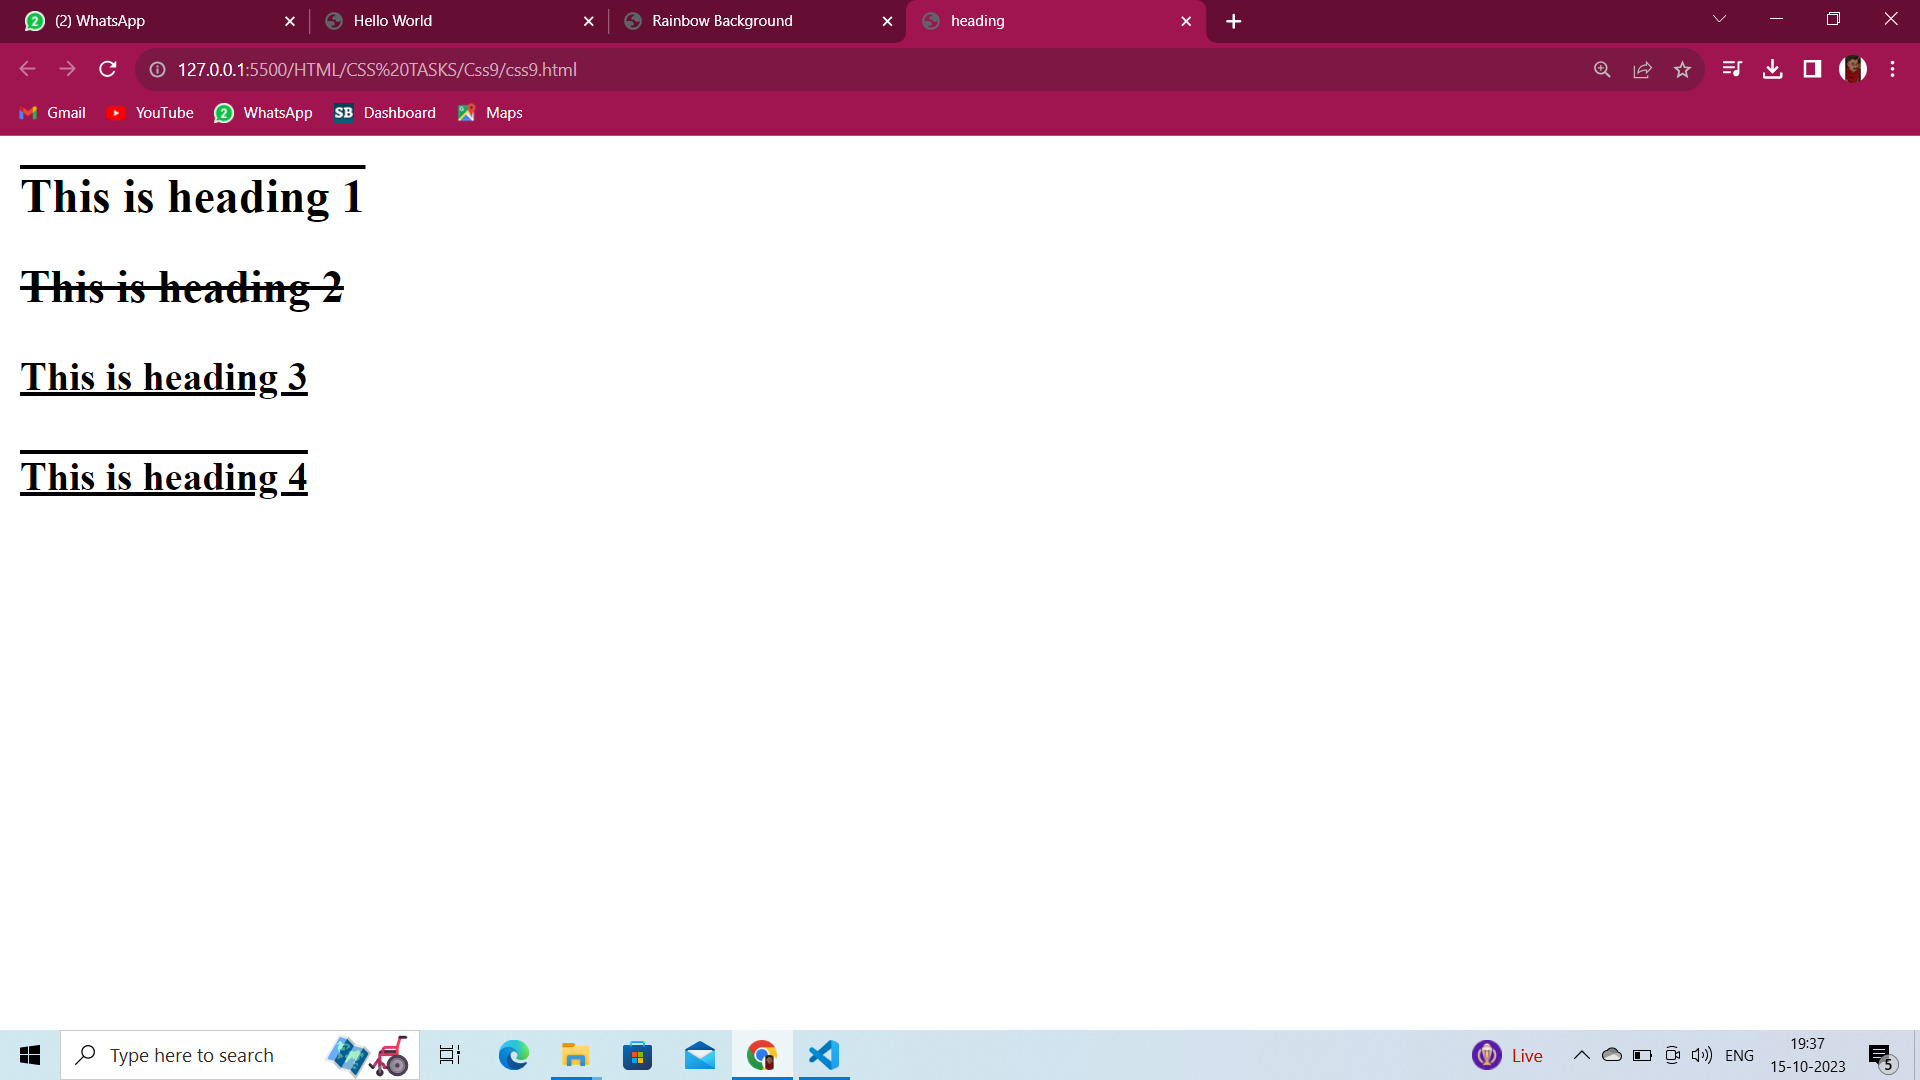 (2) WhatsApp
Hello World
Rainbow Background
heading
127.0.0.1:5500/HTML/CSS%20TASKS/Css9/css9.html
Gmail
YouTube
2
WhatsApp
SB
Dashboard
Maps
This is heading 1
This is heading 2
This is heading 3
This is heading 4
Type here to search
Live
ENG
19:37
15-10-2023
5